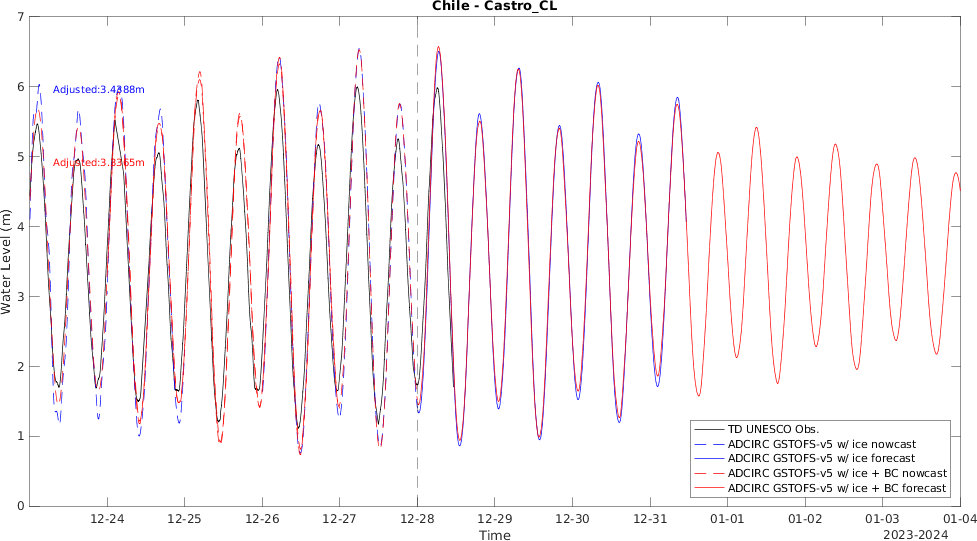 Chile - Castro_CL
7
6
5
4
3
2
1
0
Water Level (m)
Adjusted:3.4388m
Adjusted:3.3365m
TD UNESCO Obs.
ADCIRC GSTOFS-v5 w/ ice nowcast
ADCIRC GSTOFS-v5 w/ ice forecast
ADCIRC GSTOFS-v5 w/ ice + BC nowcast
ADCIRC GSTOFS-v5 w/ ice + BC forecast
12-24 12-25 12-26 12-27 12-28 12-29 12-30 12-31 01-01 01-02 01-03 01-04
Time
2023-2024